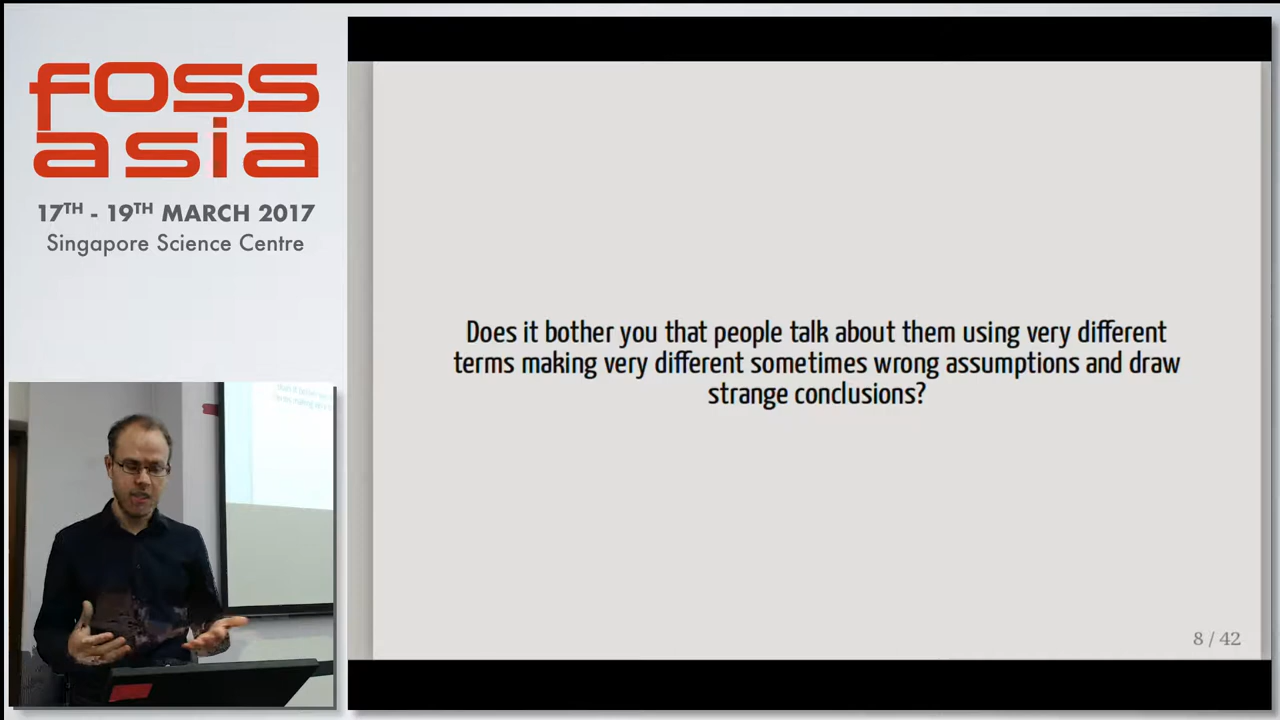 foss
asia
17TH - 19TH MARCH 2017
Singapore Science Centre
Does it bother you that people talk about them using very different
terms making very different sometimes wrong assumptions and draw
strange conclusions?
8 / 42